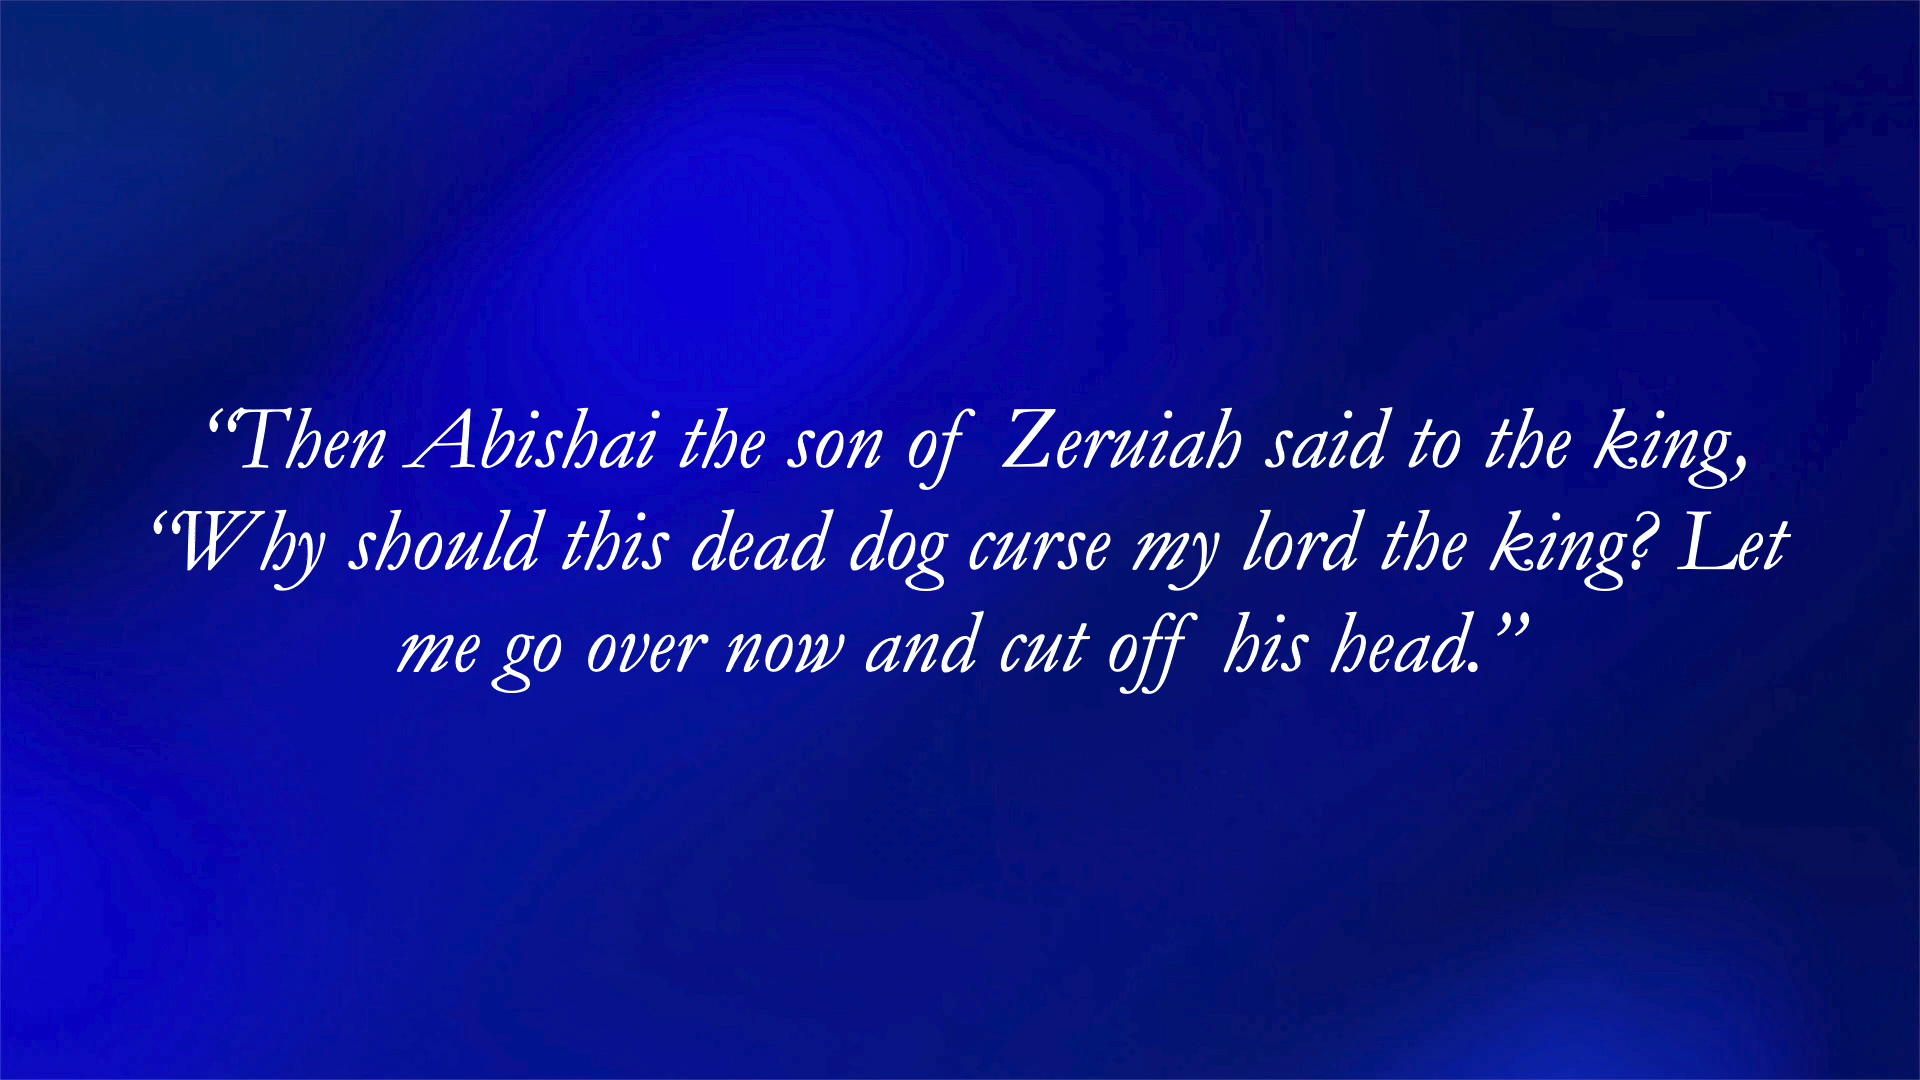 “Then Abishai the son of Zeruiah said to the king,
“Why should this dead dog curse my lord the king? Let
me go over now and cut off his head.”